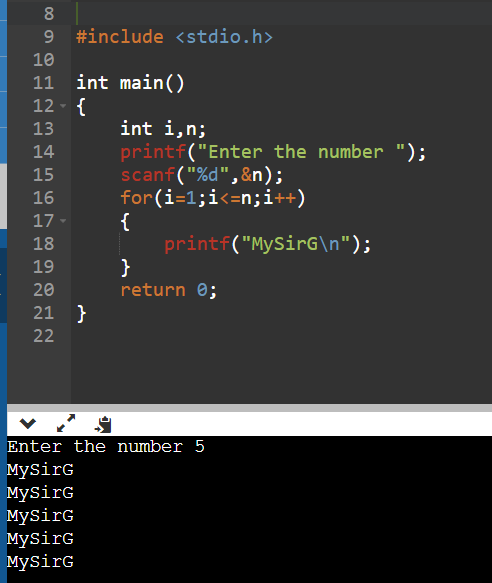 8
9 #include <stdio.h>
10
11 int main()
12 {
13     int i,n;
14     printf("Enter the number ");
15     scanf("%d",&n);
16     for(i=1;i<=n;i++)
17     {
18         printf("MySirG\n");
19     }
20     return 0;
21 }
22
Enter the number 5
MySirG
MySirG
MySirG
MySirG
MySirG